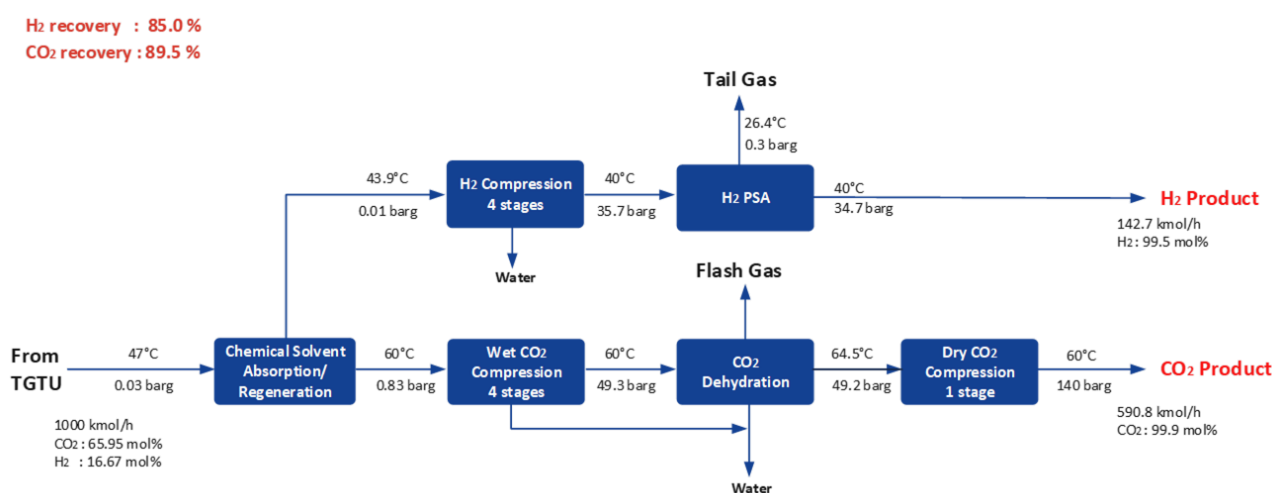 H₂ recovery : 85.0 %
CO₂ recovery : 89.5 %
Tail Gas
26.4°C
0.3 barg
43.9°C
0.01 barg
H₂ Compression
4 stages
40°C
35.7 barg
H₂ PSA
40°C
34.7 barg
H₂ Product
142.7 kmol/h
H₂ : 99.5 mol%
Water
Flash Gas
From
TGTU
47°C
0.03 barg
Chemical Solvent
Absorption/
Regeneration
60°C
0.83 barg
Wet CO₂
Compression
4 stages
60°C
49.3 barg
CO₂
Dehydration
64.5°C
49.2 barg
Dry CO₂
Compression
1 stage
60°C
140 barg
CO₂ Product
590.8 kmol/h
CO₂: 99.9 mol%
1000 kmol/h
CO₂ : 65.95 mol%
H₂ : 16.67 mol%
Water